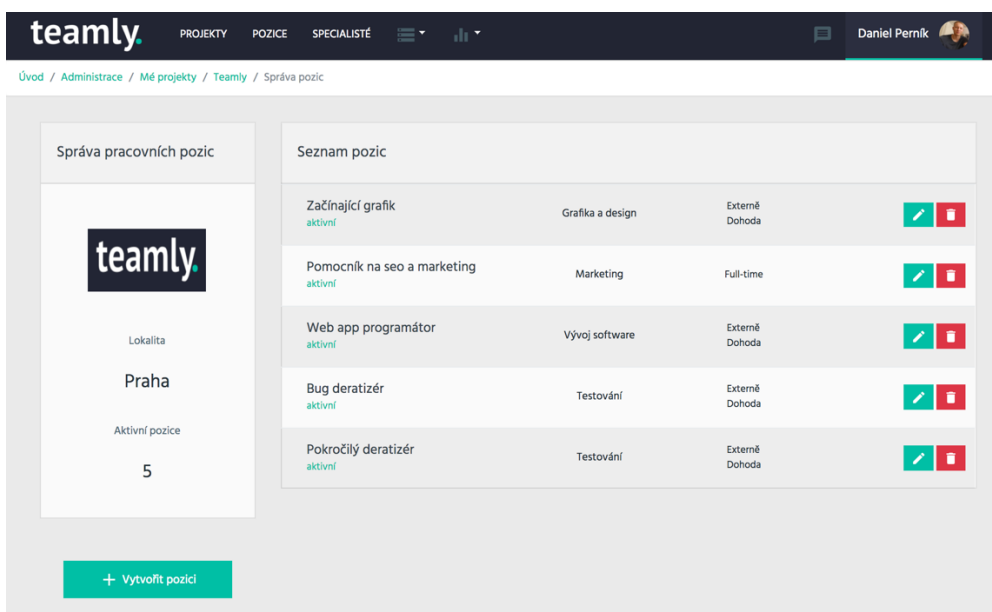 teamly.
PROJEKTY POZICE SPECIALISTÉ Daniel Perník
Úvod / Administrace / Mé projekty / Teamly / Správa pozic
Správa pracovních pozic
teamly.
Lokalita
Praha
Aktivní pozice
5
+ Vytvořit pozici
Seznam pozic
Začínající grafik
aktivní
Grafika a design
Externě
Dohoda
Pomocník na seo a marketing
aktivní
Marketing
Full-time
Web app programátor
aktivní
Vývoj software
Externě
Dohoda
Bug deratizér
aktivní
Testování
Externě
Dohoda
Pokročilý deratizér
aktivní
Testování
Externě
Dohoda